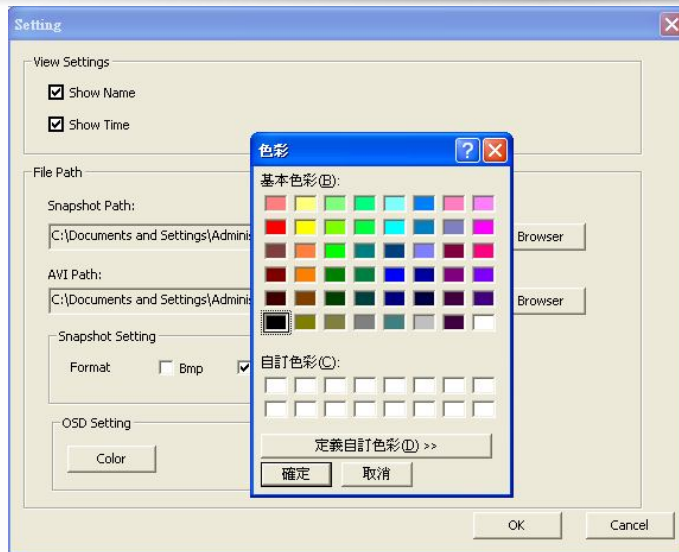 Setting
View Settings
Show Name
Show Time
File Path
Snapshot Path:
C:\Documents and Settings\Adminis
Browser
AVI Path:
C:\Documents and Settings\Adminis
Browser
Snapshot Setting
Format
Bmp
OSD Setting
Color
色彩
基本色彩(B):
自訂色彩(C):
定義自訂色彩(D) >>
確定
取消
OK
Cancel